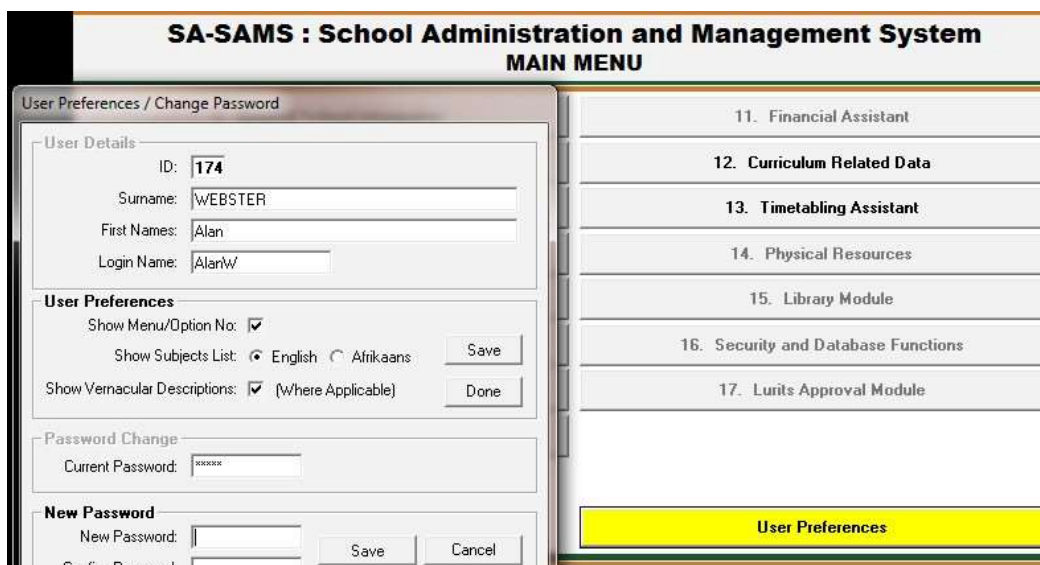 SA-SAMS : School Administration and Management System
MAIN MENU
User Preferences / Change Password
User Details
ID: 174
Surname: WEBSTER
First Names: Alan
Login Name: AlanW
User Preferences
Show Menu/Option No:
Show Subjects List: English Afrikaans
Save
Show Vernacular Descriptions: (Where Applicable)
Done
Password Change
Current Password: *****
New Password
New Password:
Save Cancel
11. Financial Assistant
12. Curriculum Related Data
13. Timetabling Assistant
14. Physical Resources
15. Library Module
16. Security and Database Functions
17. Lurits Approval Module
User Preferences